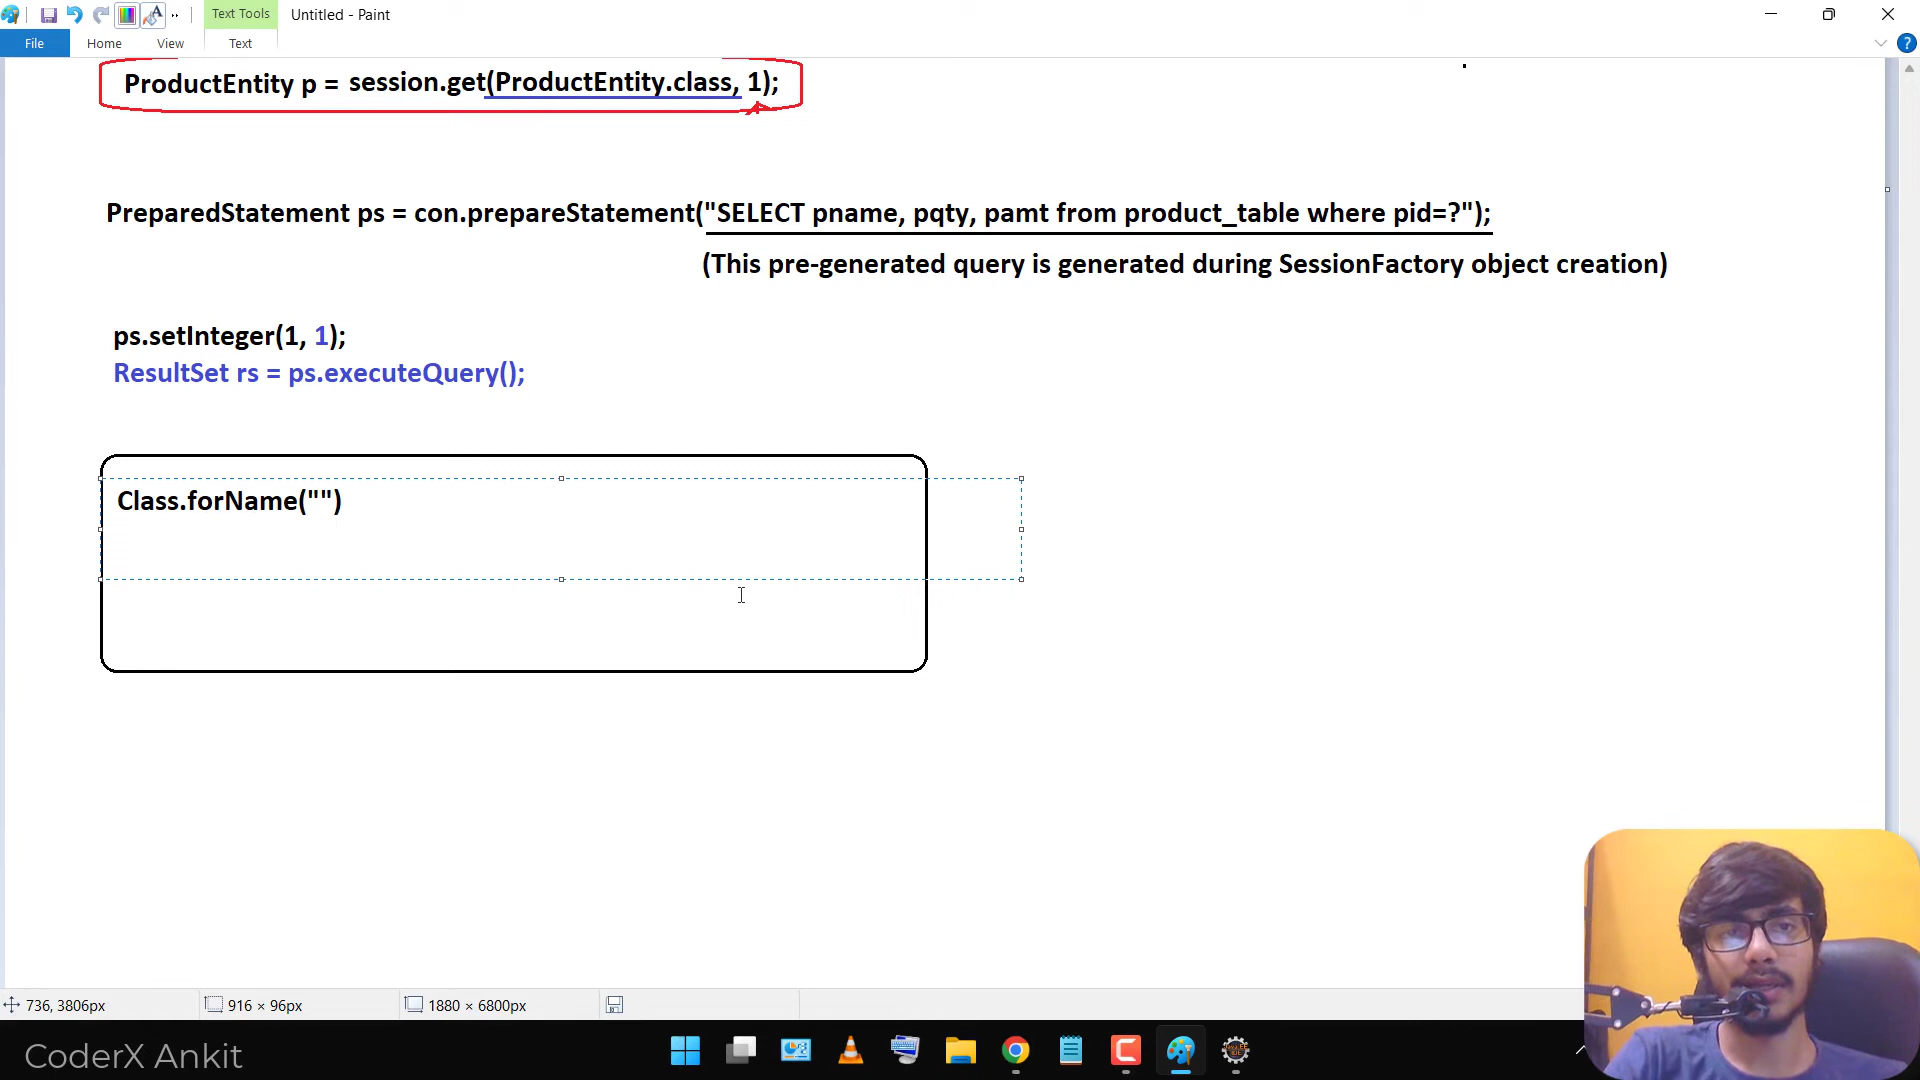 Text Tools
Untitled - Paint
File
Home
View
Text
ProductEntity p = session.get(ProductEntity.class, 1);
PreparedStatement ps = con.prepareStatement("SELECT pname, pqty, pamt from product_table where pid=?");
(This pre-generated query is generated during SessionFactory object creation)
ps.setInteger(1, 1);
ResultSet rs = ps.executeQuery();
Class.forName("")
736, 3806px
916 × 96px
1880 × 6800px
CoderX Ankit